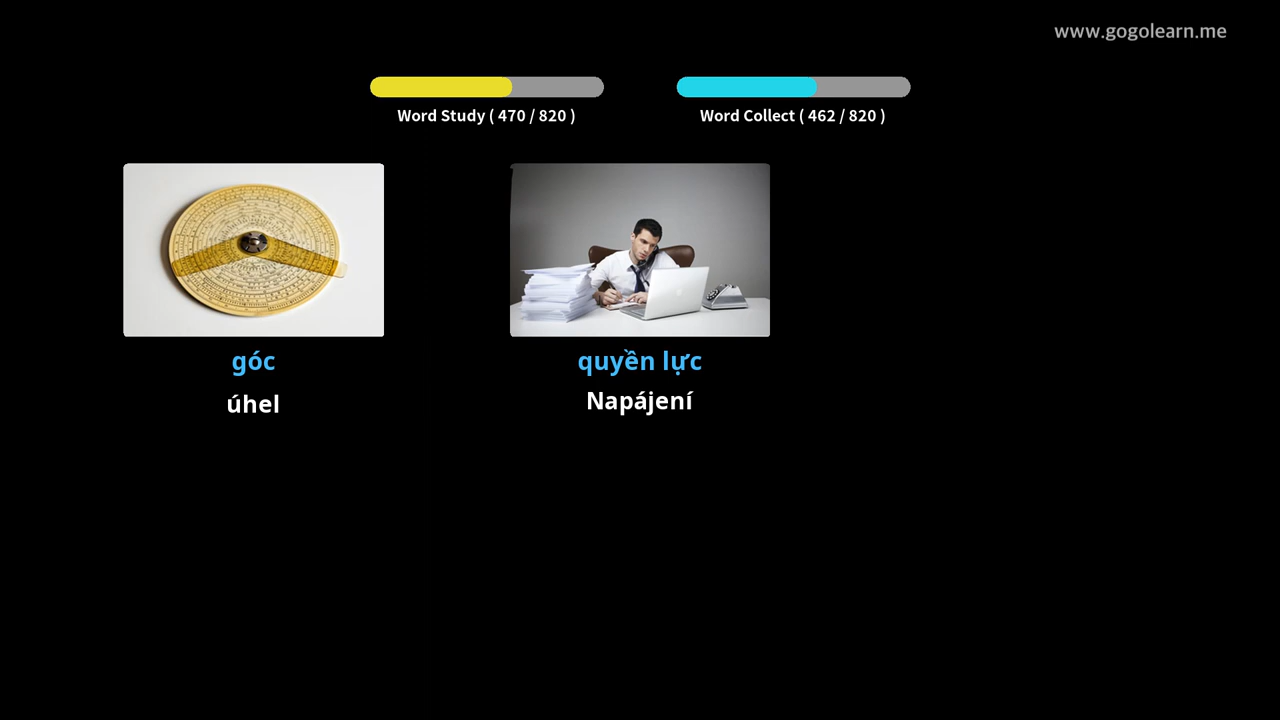 www.gogolearn.me
Word Study ( 470 / 820 )
Word Collect ( 462 / 820 )
góc
úhel
quyền lực
Napájení